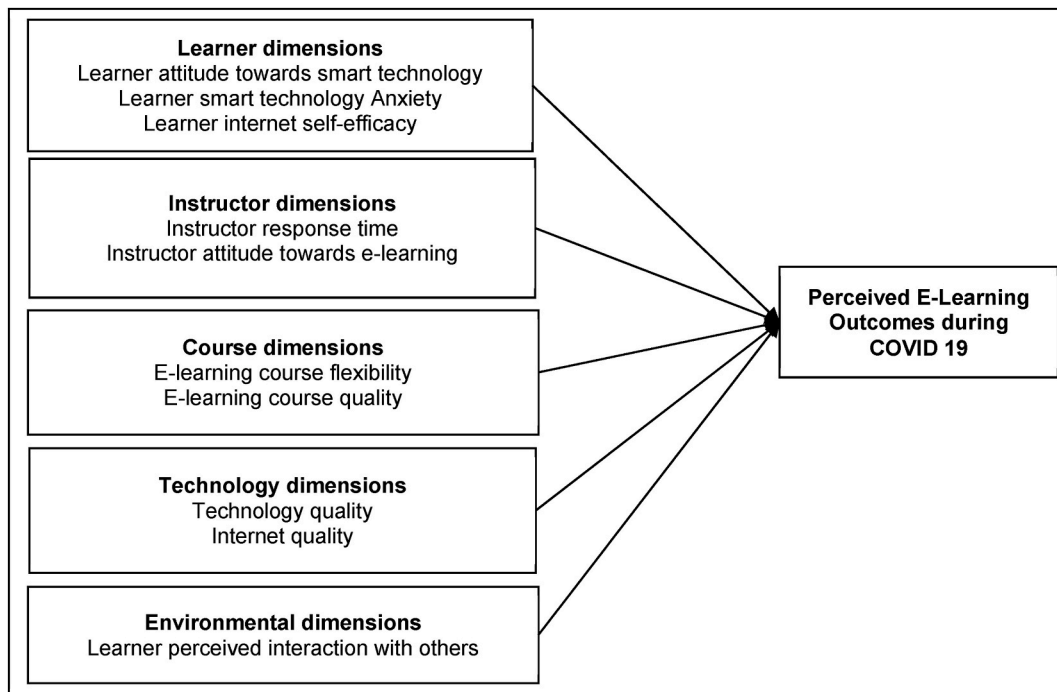 Learner dimensions
Learner attitude towards smart technology
Learner smart technology Anxiety
Learner internet self-efficacy
Instructor dimensions
Instructor response time
Instructor attitude towards e-learning
Course dimensions
E-learning course flexibility
E-learning course quality
Technology dimensions
Technology quality
Internet quality
Environmental dimensions
Learner perceived interaction with others
Perceived E-Learning
Outcomes during
COVID 19